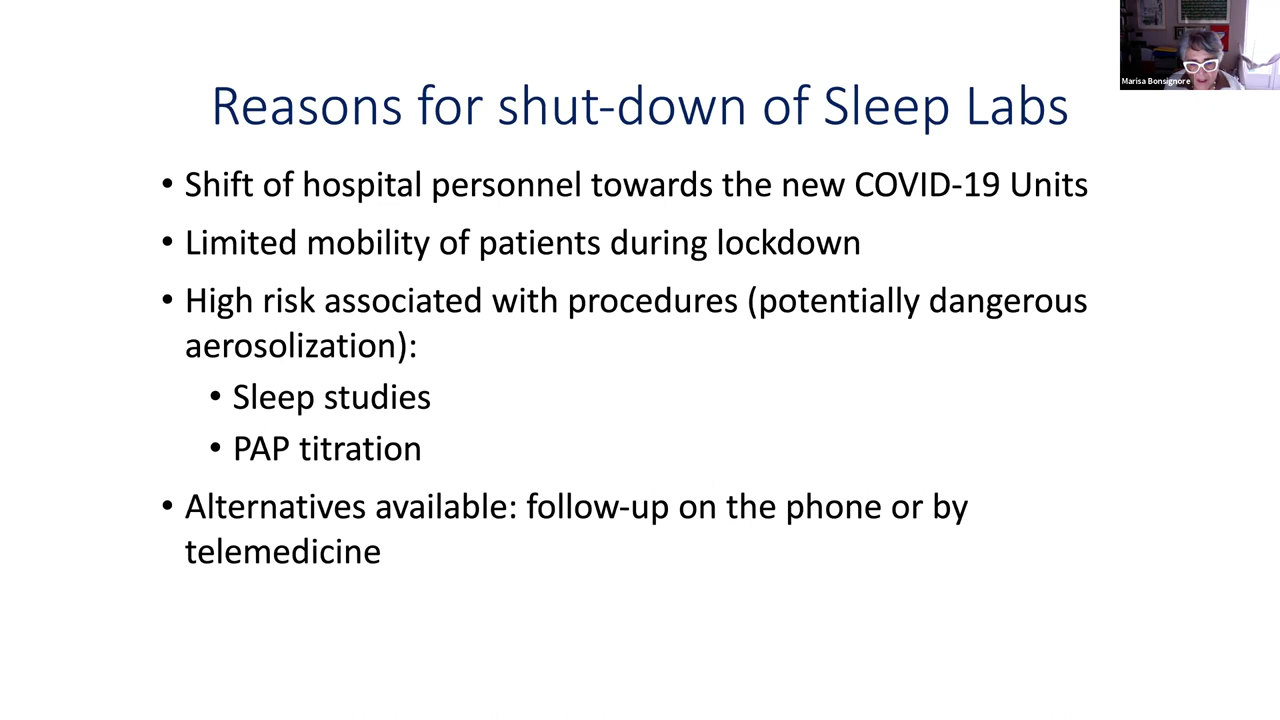 Marisa Bonsignore
Reasons for shut-down of Sleep Labs
• Shift of hospital personnel towards the new COVID-19 Units
• Limited mobility of patients during lockdown
• High risk associated with procedures (potentially dangerous
aerosolization):
• Sleep studies
• PAP titration
• Alternatives available: follow-up on the phone or by
telemedicine